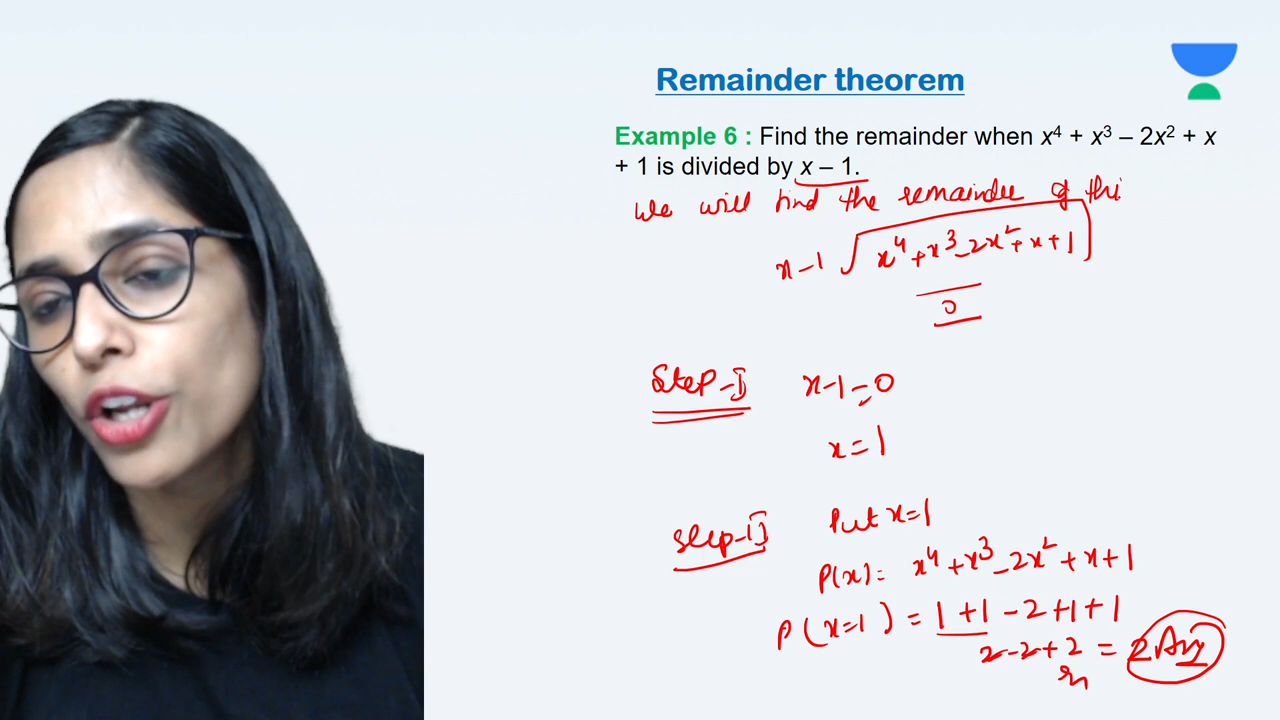 Remainder theorem
Example 6 : Find the remainder when x⁴ + x³ – 2x² + x
+ 1 is divided by x – 1.
We will find the remainder of thi
x-1 √ x⁴+x³-2x²+x+1
0
Step-I x-1=0
x=1
Step-II Put x=1
P(x)= x⁴+x³-2x²+x+1
P(x=1) = 1+1-2+1+1
2-2+2 = 2 Ans